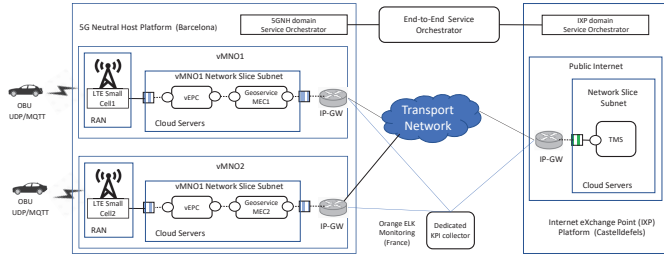 5G Neutral Host Platform (Barcelona)
5GNH domain
Service Orchestrator
End-to-End Service
Orchestrator
IXP domain
Service Orchestrator
vMNO1
vMNO1 Network Slice Subnet
LTE Small
Cell1
RAN
vEPC
Geoservice
MEC1
Cloud Servers
IP-GW
OBU
UDP/MQTT
vMNO2
vMNO1 Network Slice Subnet
LTE Small
Cell2
RAN
vEPC
Geoservice
MEC2
Cloud Servers
IP-GW
OBU
UDP/MQTT
Transport
Network
Orange ELK
Monitoring
(France)
Dedicated
KPI collector
Public Internet
Network Slice
Subnet
IP-GW
TMS
Cloud Servers
Internet eXchange Point (IXP)
Platform (Castelldefels)